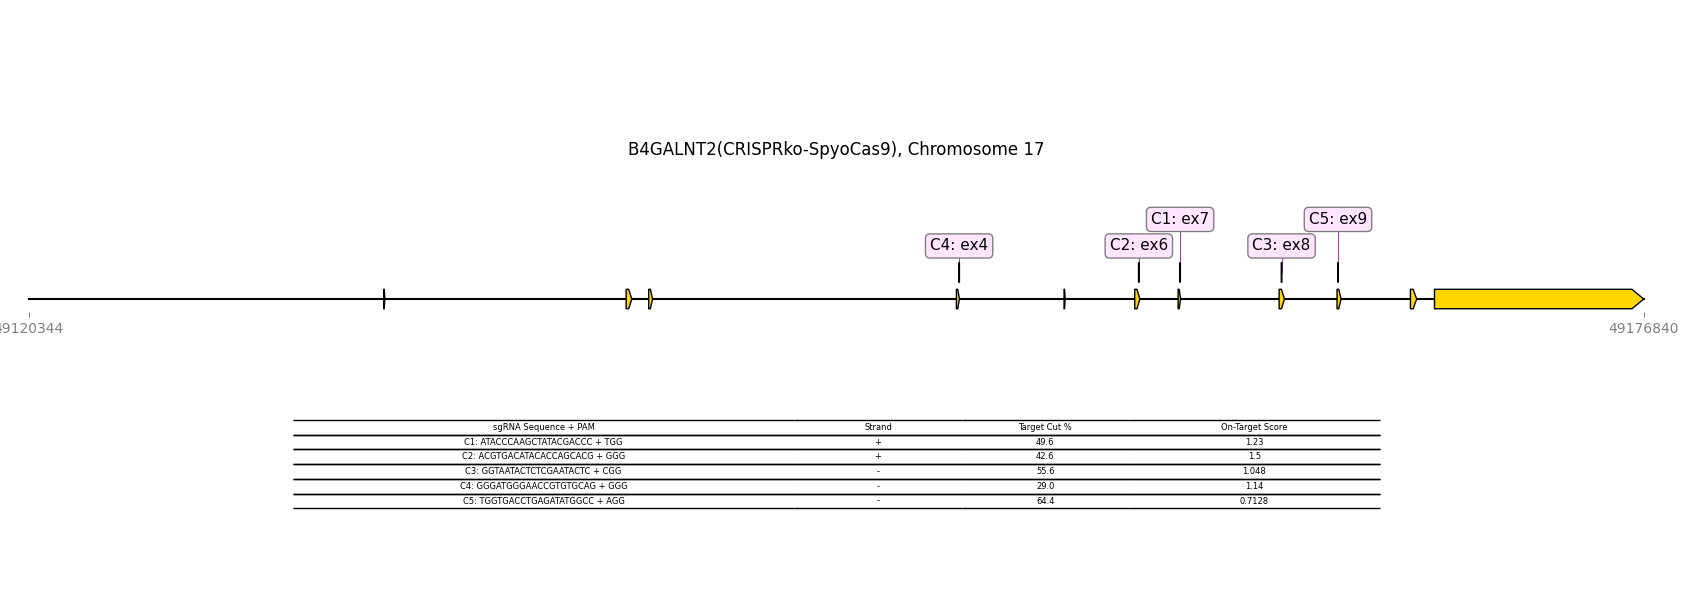 B4GALNT2(CRISPRko-SpyoCas9), Chromosome 17
C1: ex7
C5: ex9
C4: ex4
C2: ex6
C3: ex8
49120344
49176840
sgRNA Sequence + PAM Strand Target Cut % On-Target Score
C1: ATACCCAAGCTATACGACCC + TGG + 49.6 1.23
C2: ACGTGACATACACCAGCACG + GGG + 42.6 1.5
C3: GGTAATACTCTCGAATACTC + CGG - 55.6 1.048
C4: GGGATGGGAACCGTGTGCAG + GGG - 29.0 1.14
C5: TGGTGACCTGAGATATGGCC + AGG - 64.4 0.7128